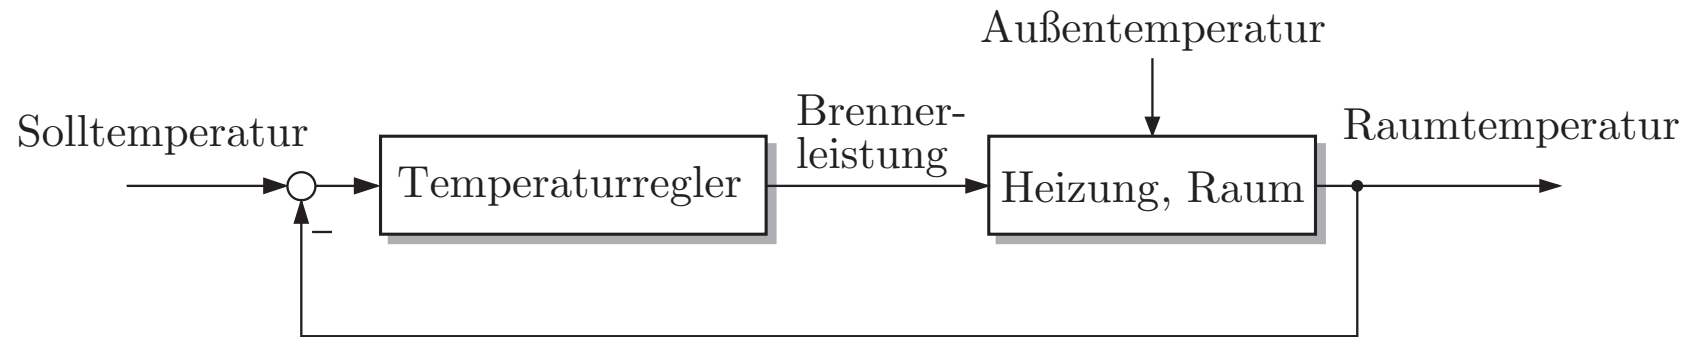 Außentemperatur
Solltemperatur
Brenner-
leistung
Raumtemperatur
Temperaturregler
Heizung, Raum
–